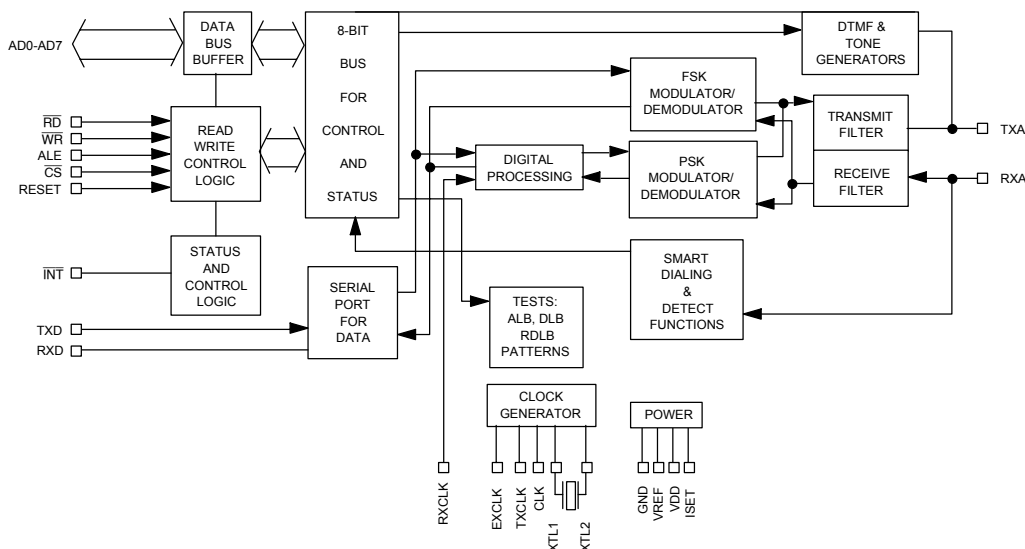 AD0-AD7
DATA
BUS
BUFFER
8-BIT
BUS
FOR
CONTROL
AND
STATUS
DTMF &
TONE
GENERATORS
FSK
MODULATOR/
DEMODULATOR
TRANSMIT
FILTER
TXA
RD
WR
ALE
CS
RESET
READ
WRITE
CONTROL
LOGIC
DIGITAL
PROCESSING
PSK
MODULATOR/
DEMODULATOR
RECEIVE
FILTER
RXA
INT
STATUS
AND
CONTROL
LOGIC
SERIAL
PORT
FOR
DATA
TXD
RXD
TESTS:
ALB, DLB
RDLB
PATTERNS
SMART
DIALING
&
DETECT
FUNCTIONS
CLOCK
GENERATOR
POWER
RXCLK
EXCLK
TXCLK
CLK
XTL1
XTL2
GND
VREF
VDD
ISET